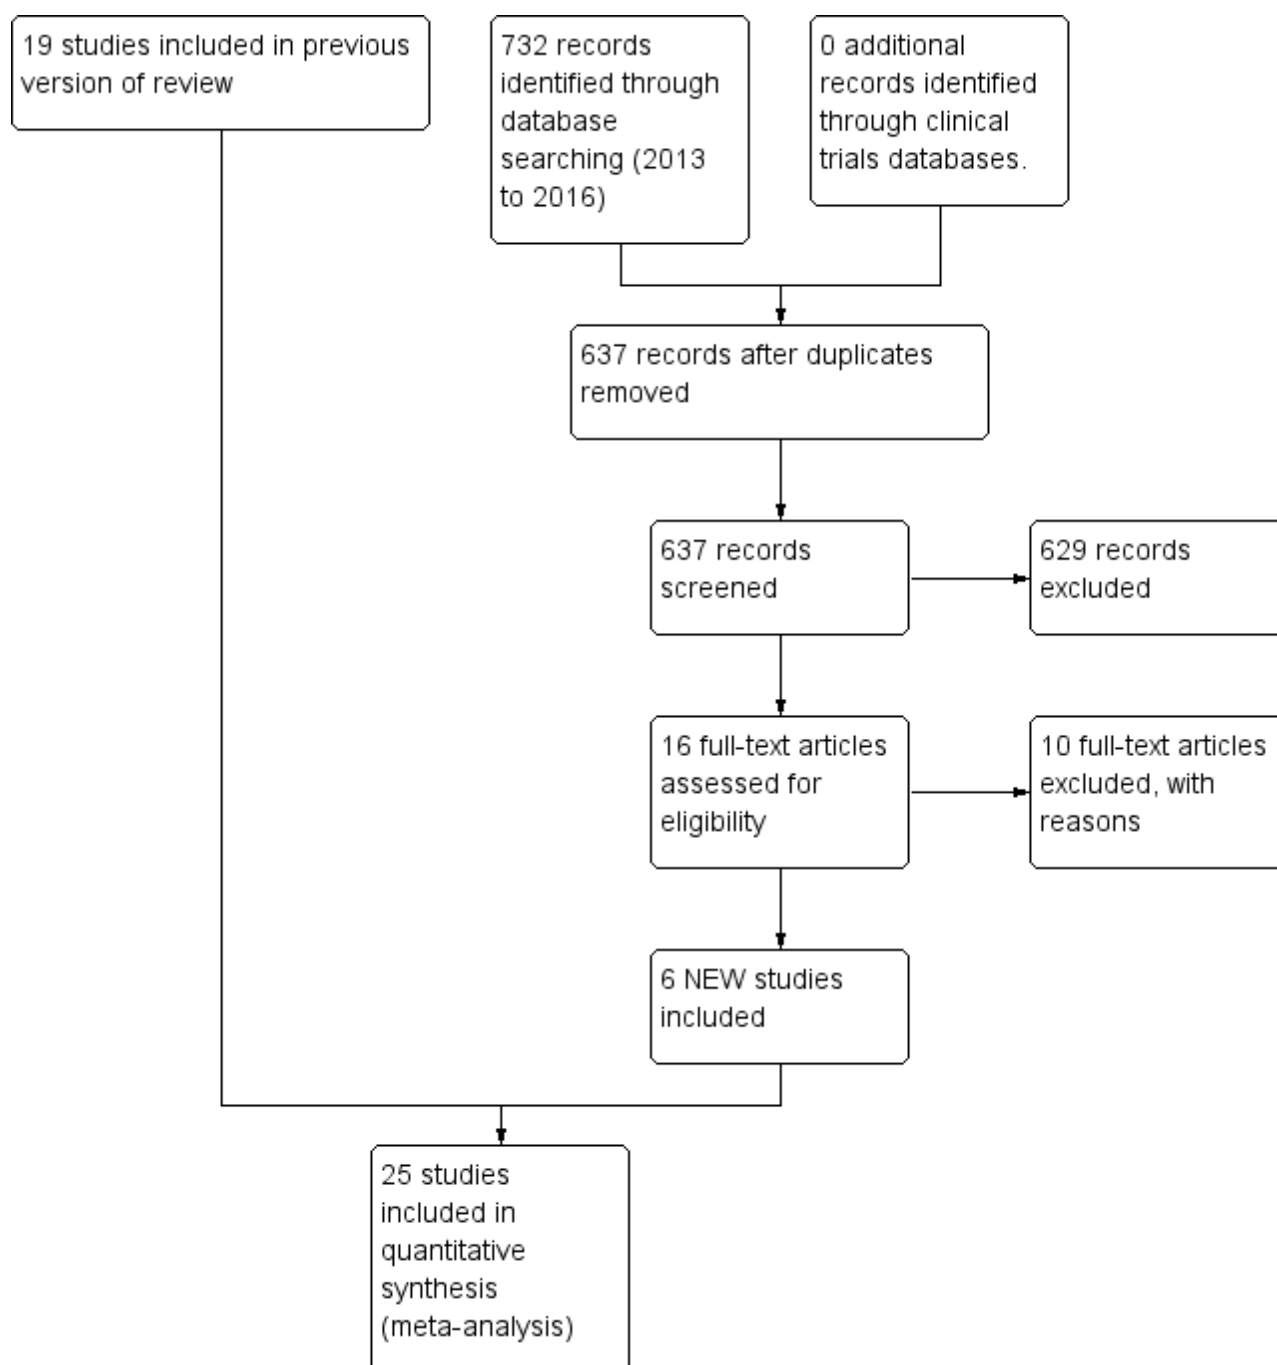 19 studies included in previous
version of review
732 records
identified through
database
searching (2013
to 2016)
0 additional
records identified
through clinical
trials databases.
637 records after duplicates
removed
637 records
screened
629 records
excluded
16 full-text articles
assessed for
eligibility
10 full-text articles
excluded, with
reasons
6 NEW studies
included
25 studies
included in
quantitative
synthesis
(meta-analysis)